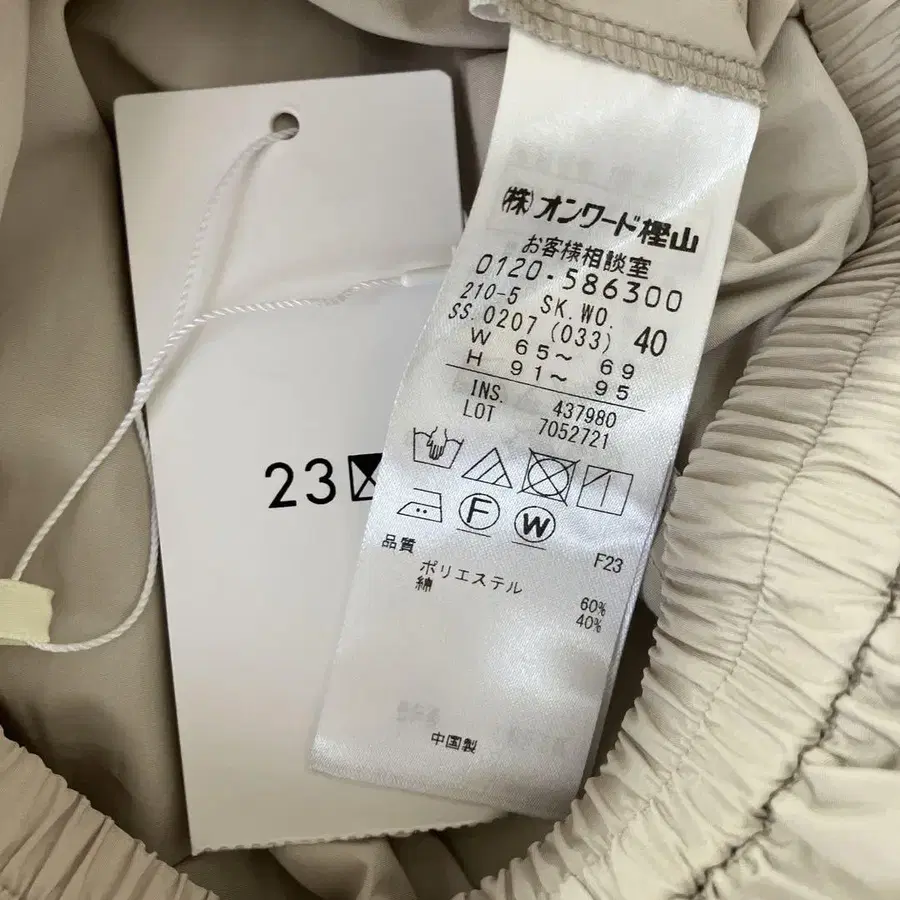 23
(株)オンワード樫山
お客様相談室
0120-586300
210-5 SK.WO.
SS.0207 (033) 40
W 65～ 69
H 91～ 95
INS. 437980
LOT 7052721
F
W
品質 F23
ポリエステル 60%
綿 40%
中国製